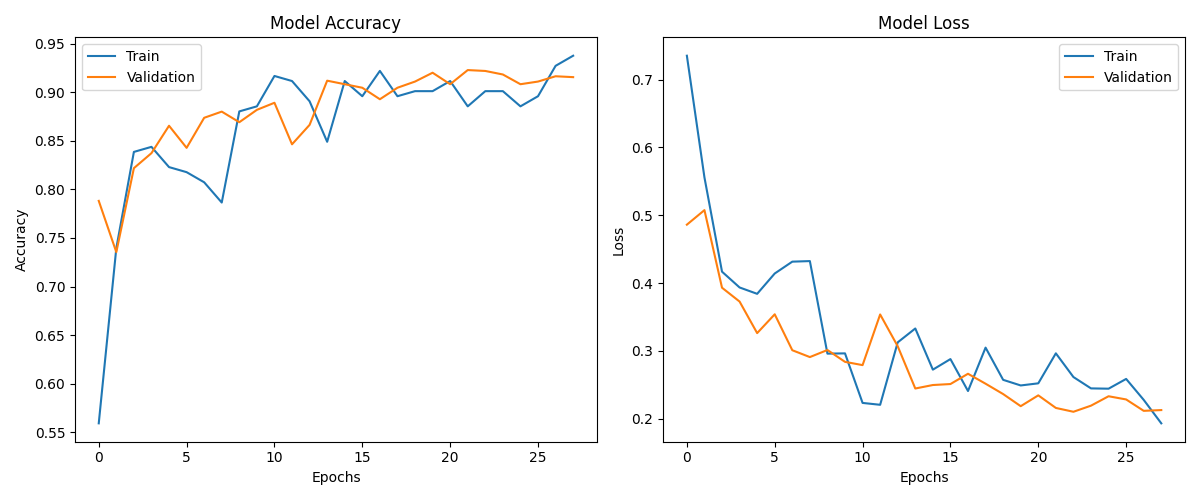 Model Accuracy
Train
Validation
Accuracy
0.95
0.90
0.85
0.80
0.75
0.70
0.65
0.60
0.55
0 5 10 15 20 25
Epochs
Model Loss
Train
Validation
Loss
0.7
0.6
0.5
0.4
0.3
0.2
0 5 10 15 20 25
Epochs